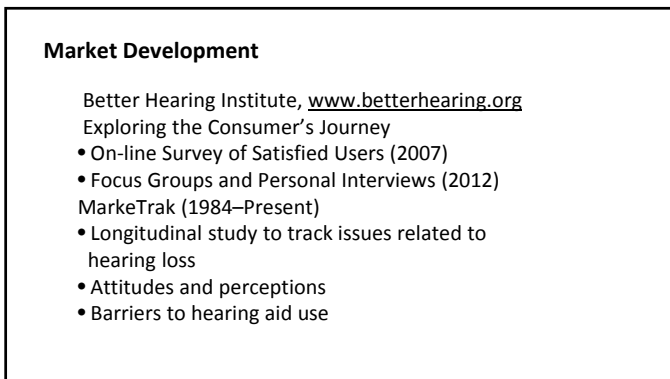 Market Development
Better Hearing Institute, www.betterhearing.org
Exploring the Consumer’s Journey
• On-line Survey of Satisfied Users (2007)
• Focus Groups and Personal Interviews (2012)
MarkeTrak (1984–Present)
• Longitudinal study to track issues related to
hearing loss
• Attitudes and perceptions
• Barriers to hearing aid use